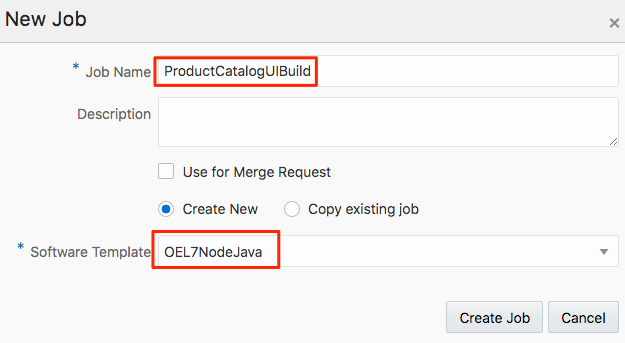 New Job
×
* Job Name ProductCatalogUIBuild
Description
Use for Merge Request
Create New Copy existing job
* Software Template OEL7NodeJava
Create Job Cancel